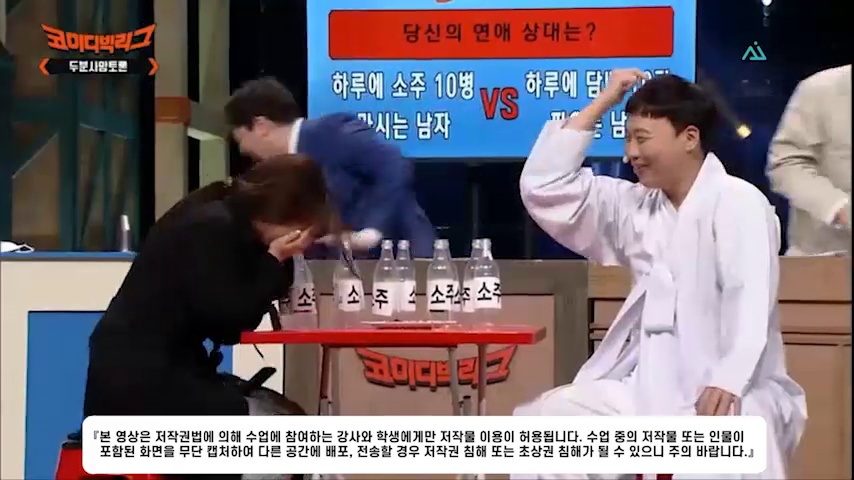 코미디빅리그
두분사망토론
당신의 연애 상대는?
하루에 소주 10병
VS
하루에
남자
소주
주
소주
소주
코미디빅리그
『본 영상은 저작권법에 의해 수업에 참여하는 강사와 학생에게만 저작물 이용이 허용됩니다. 수업 중의 저작물 또는 인물이
포함된 화면을 무단 캡처하여 다른 공간에 배포, 전송할 경우 저작권 침해 또는 초상권 침해가 될 수 있으니 주의 바랍니다.』